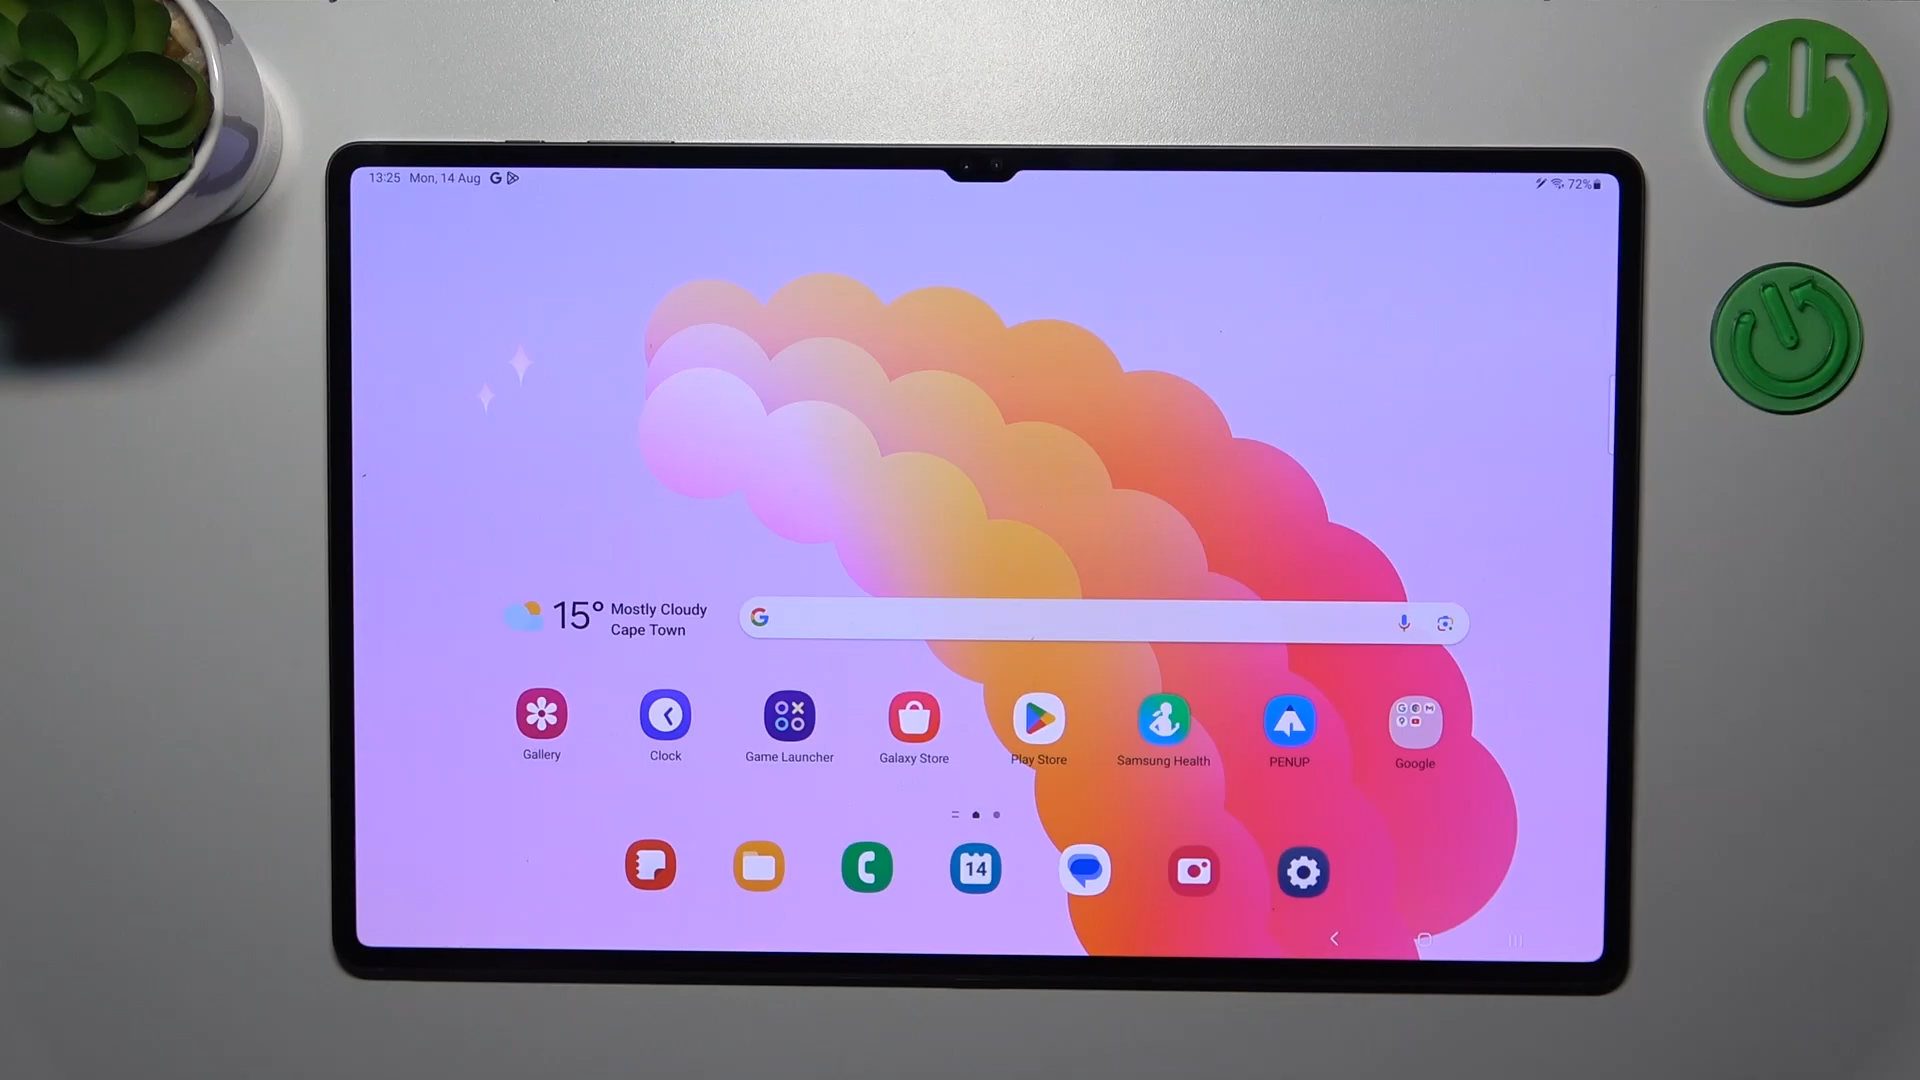 13:25 Mon, 14 Aug G
72%
15° Mostly Cloudy
Cape Town
G
Gallery
Clock
Game Launcher
Galaxy Store
Play Store
Samsung Health
PENUP
Google
14